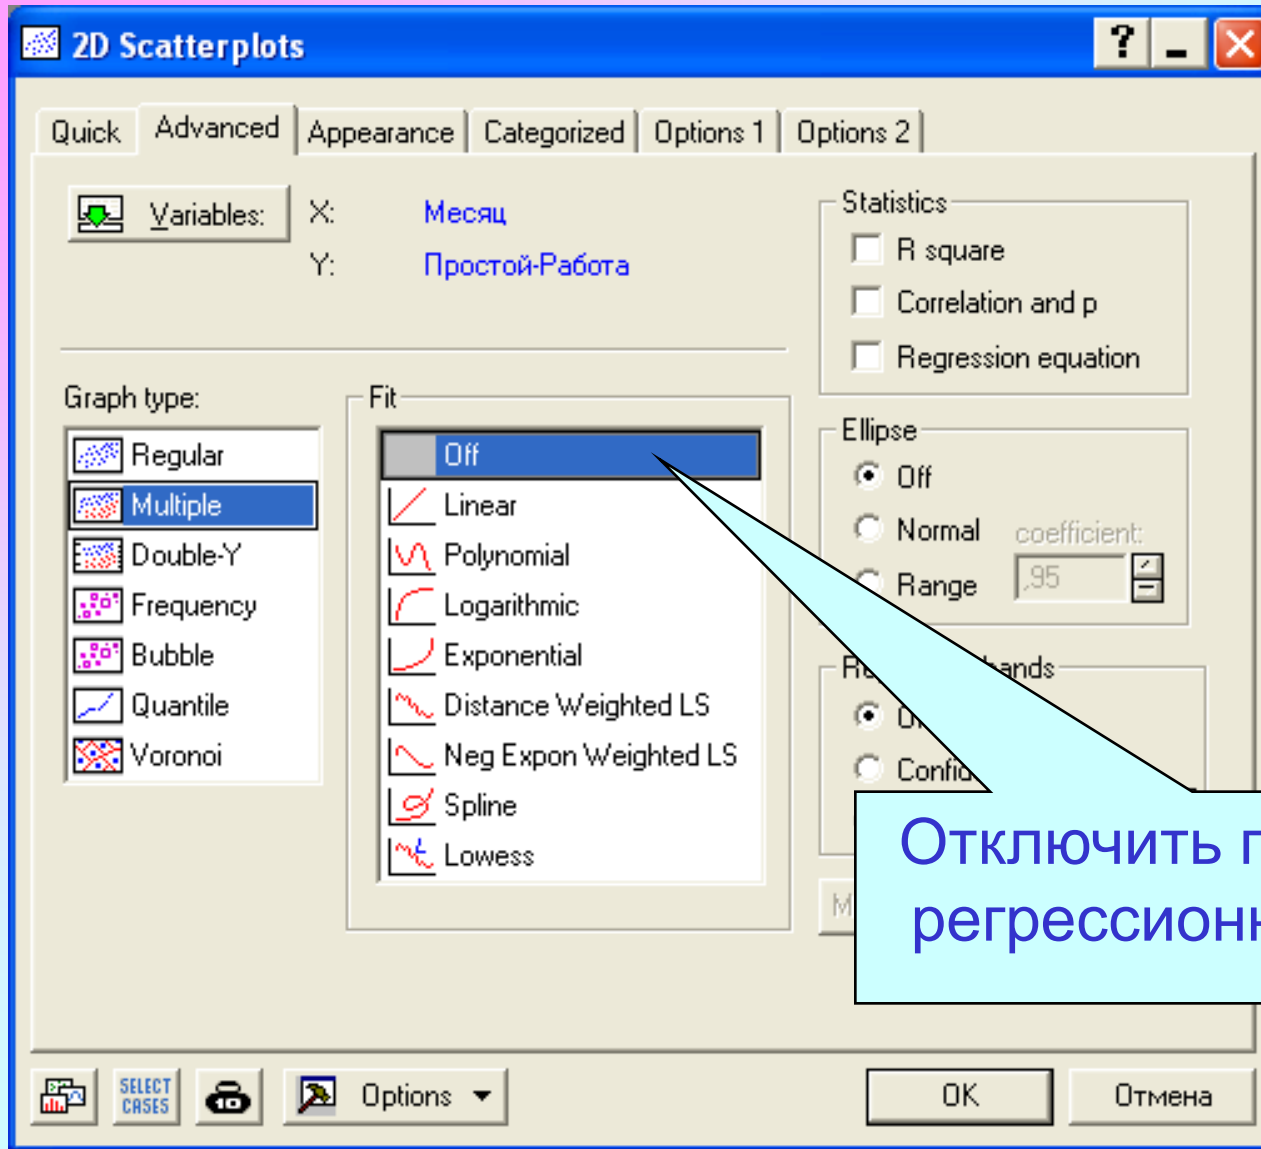 2D Scatterplots
Quick Advanced Appearance Categorized Options 1 Options 2
Variables: X: Месяц
Y: Простой-Работа
Statistics
R square
Correlation and p
Regression equation
Graph type:
Regular
Multiple
Double-Y
Frequency
Bubble
Quantile
Voronoi
Fit
Off
Linear
Polynomial
Logarithmic
Exponential
Distance Weighted LS
Neg Expon Weighted LS
Spline
Lowess
Ellipse
Off
Normal
Range
coefficient:
,95
Отключить
SELECT
CASES
Options
OK Отмена